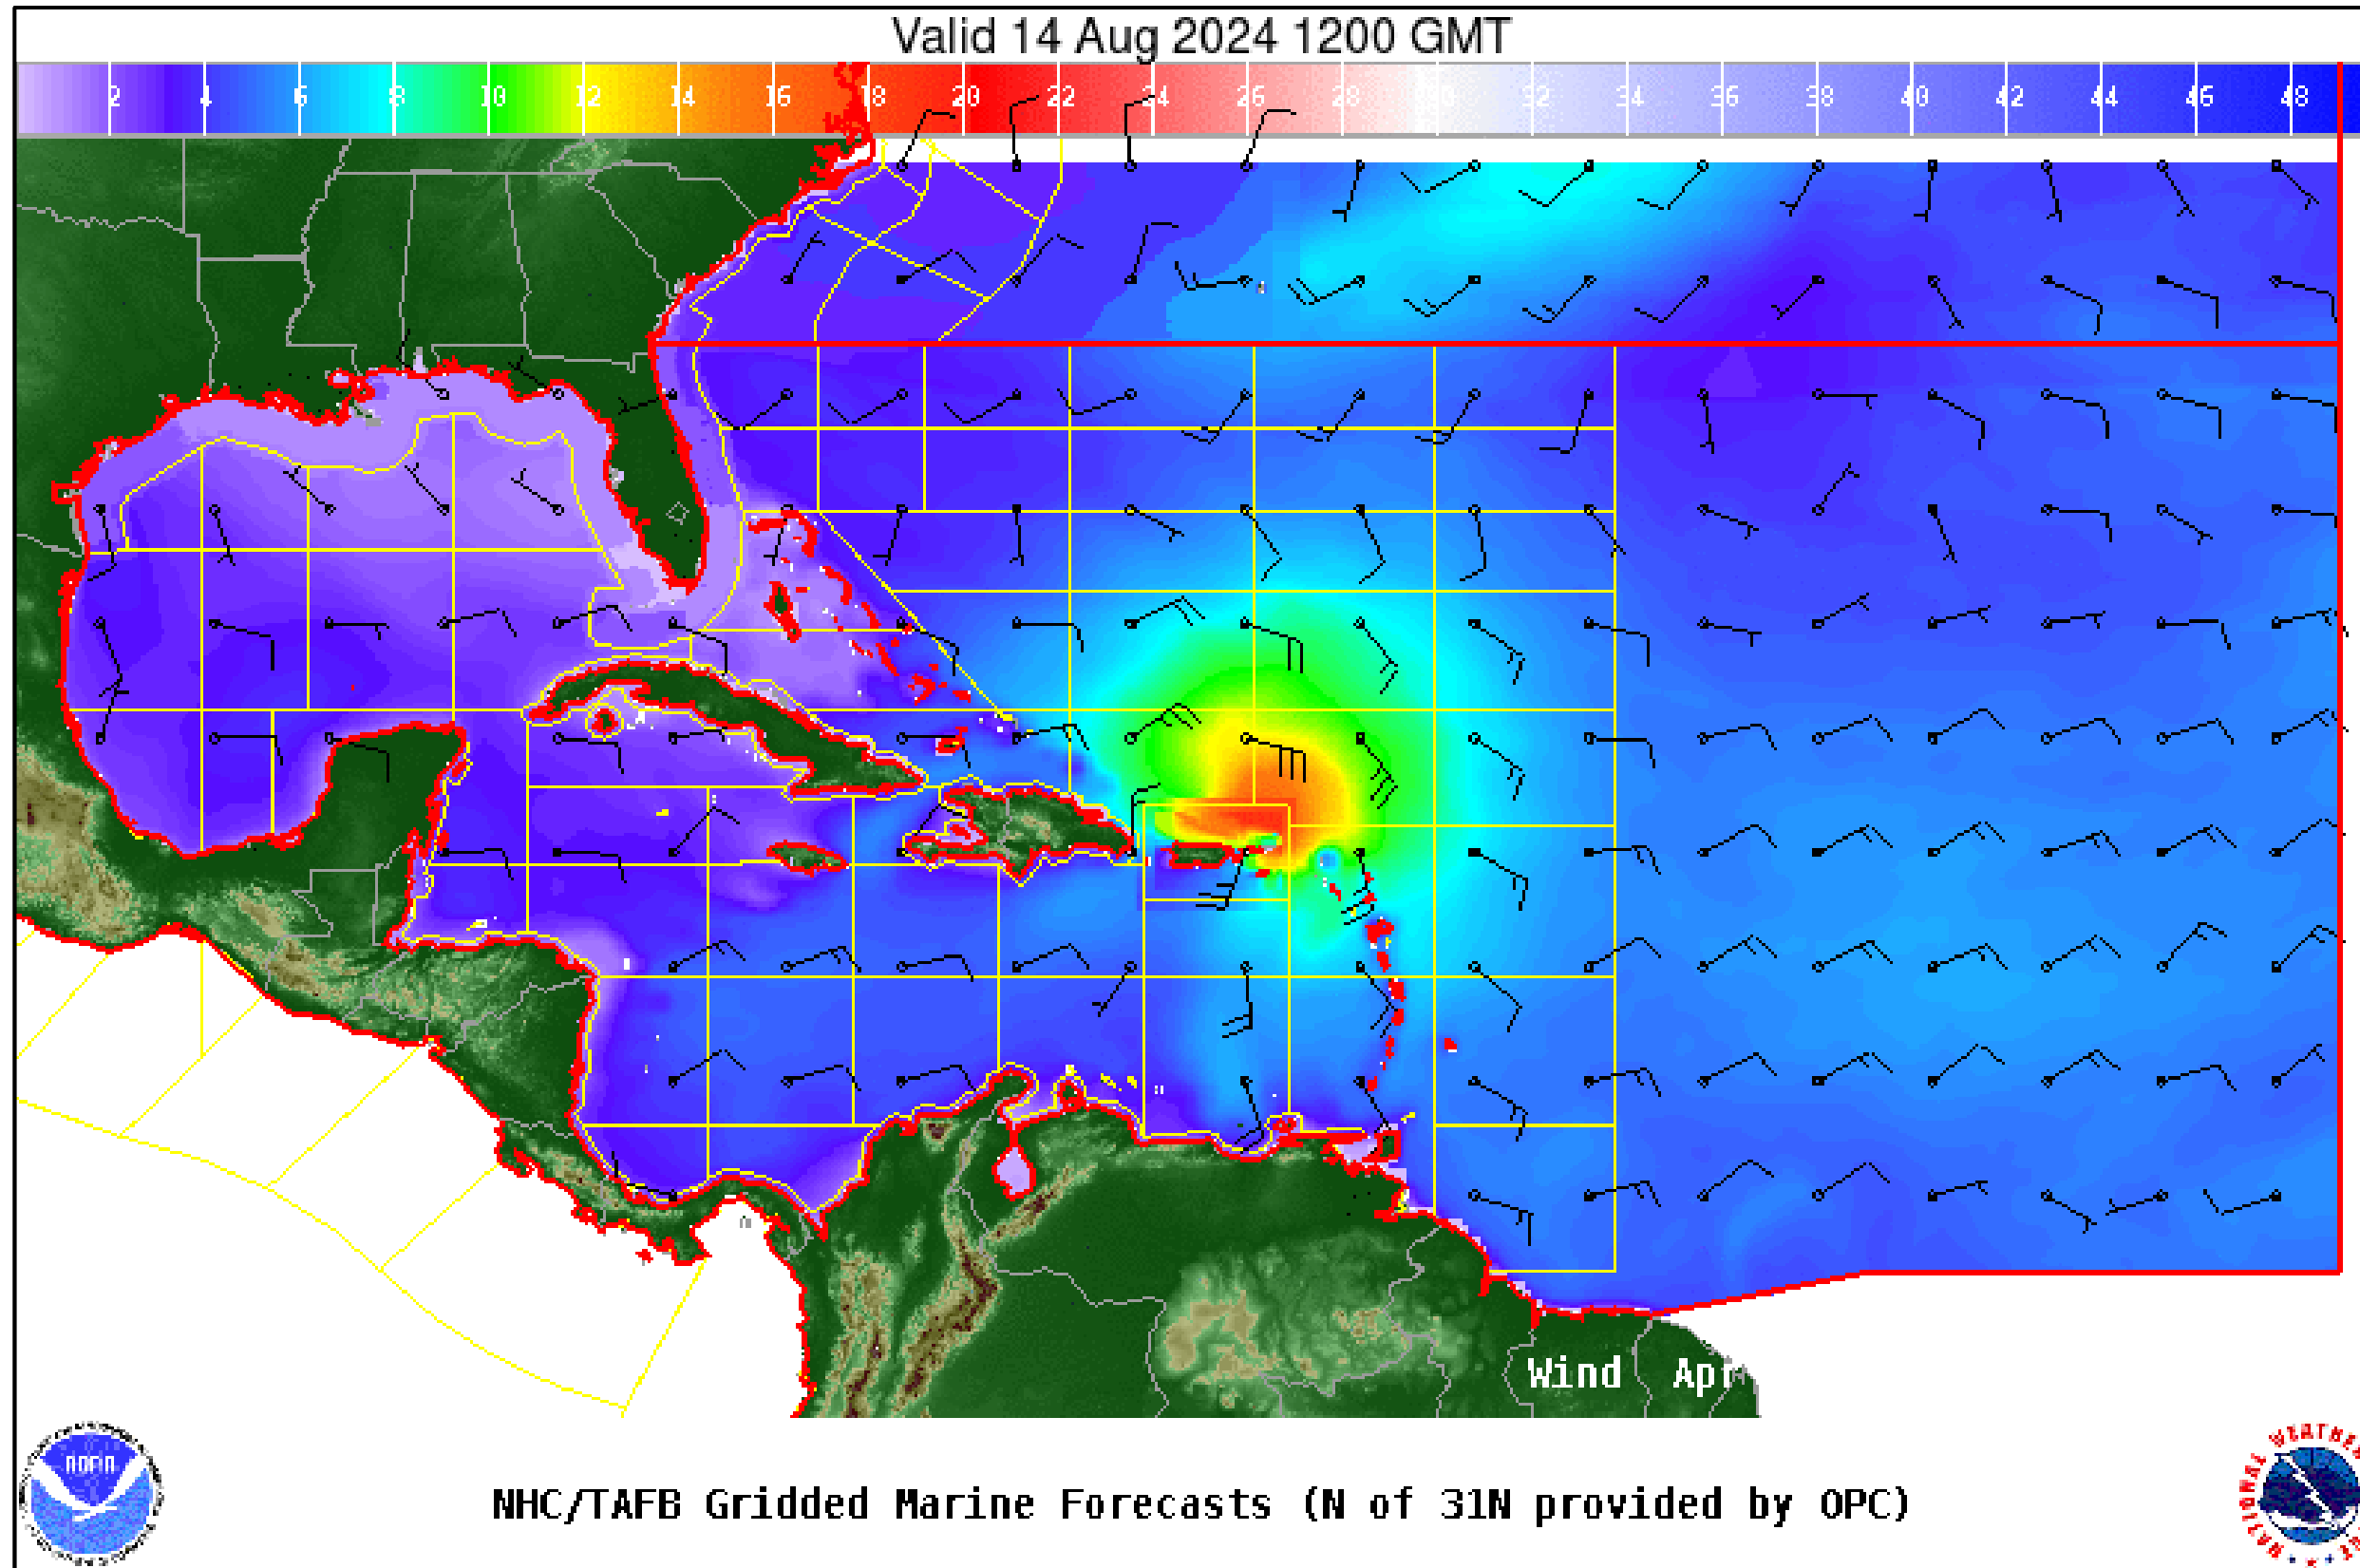 Valid 14 Aug 2024 1200 GMT
2 4 6 8 10 12 14 16 18 20 22 24 26 28 30 32 34 36 38 40 42 44 46 48
Wind Apr
noaa
NHC/TAFB Gridded Marine Forecasts (N of 31N provided by OPC)